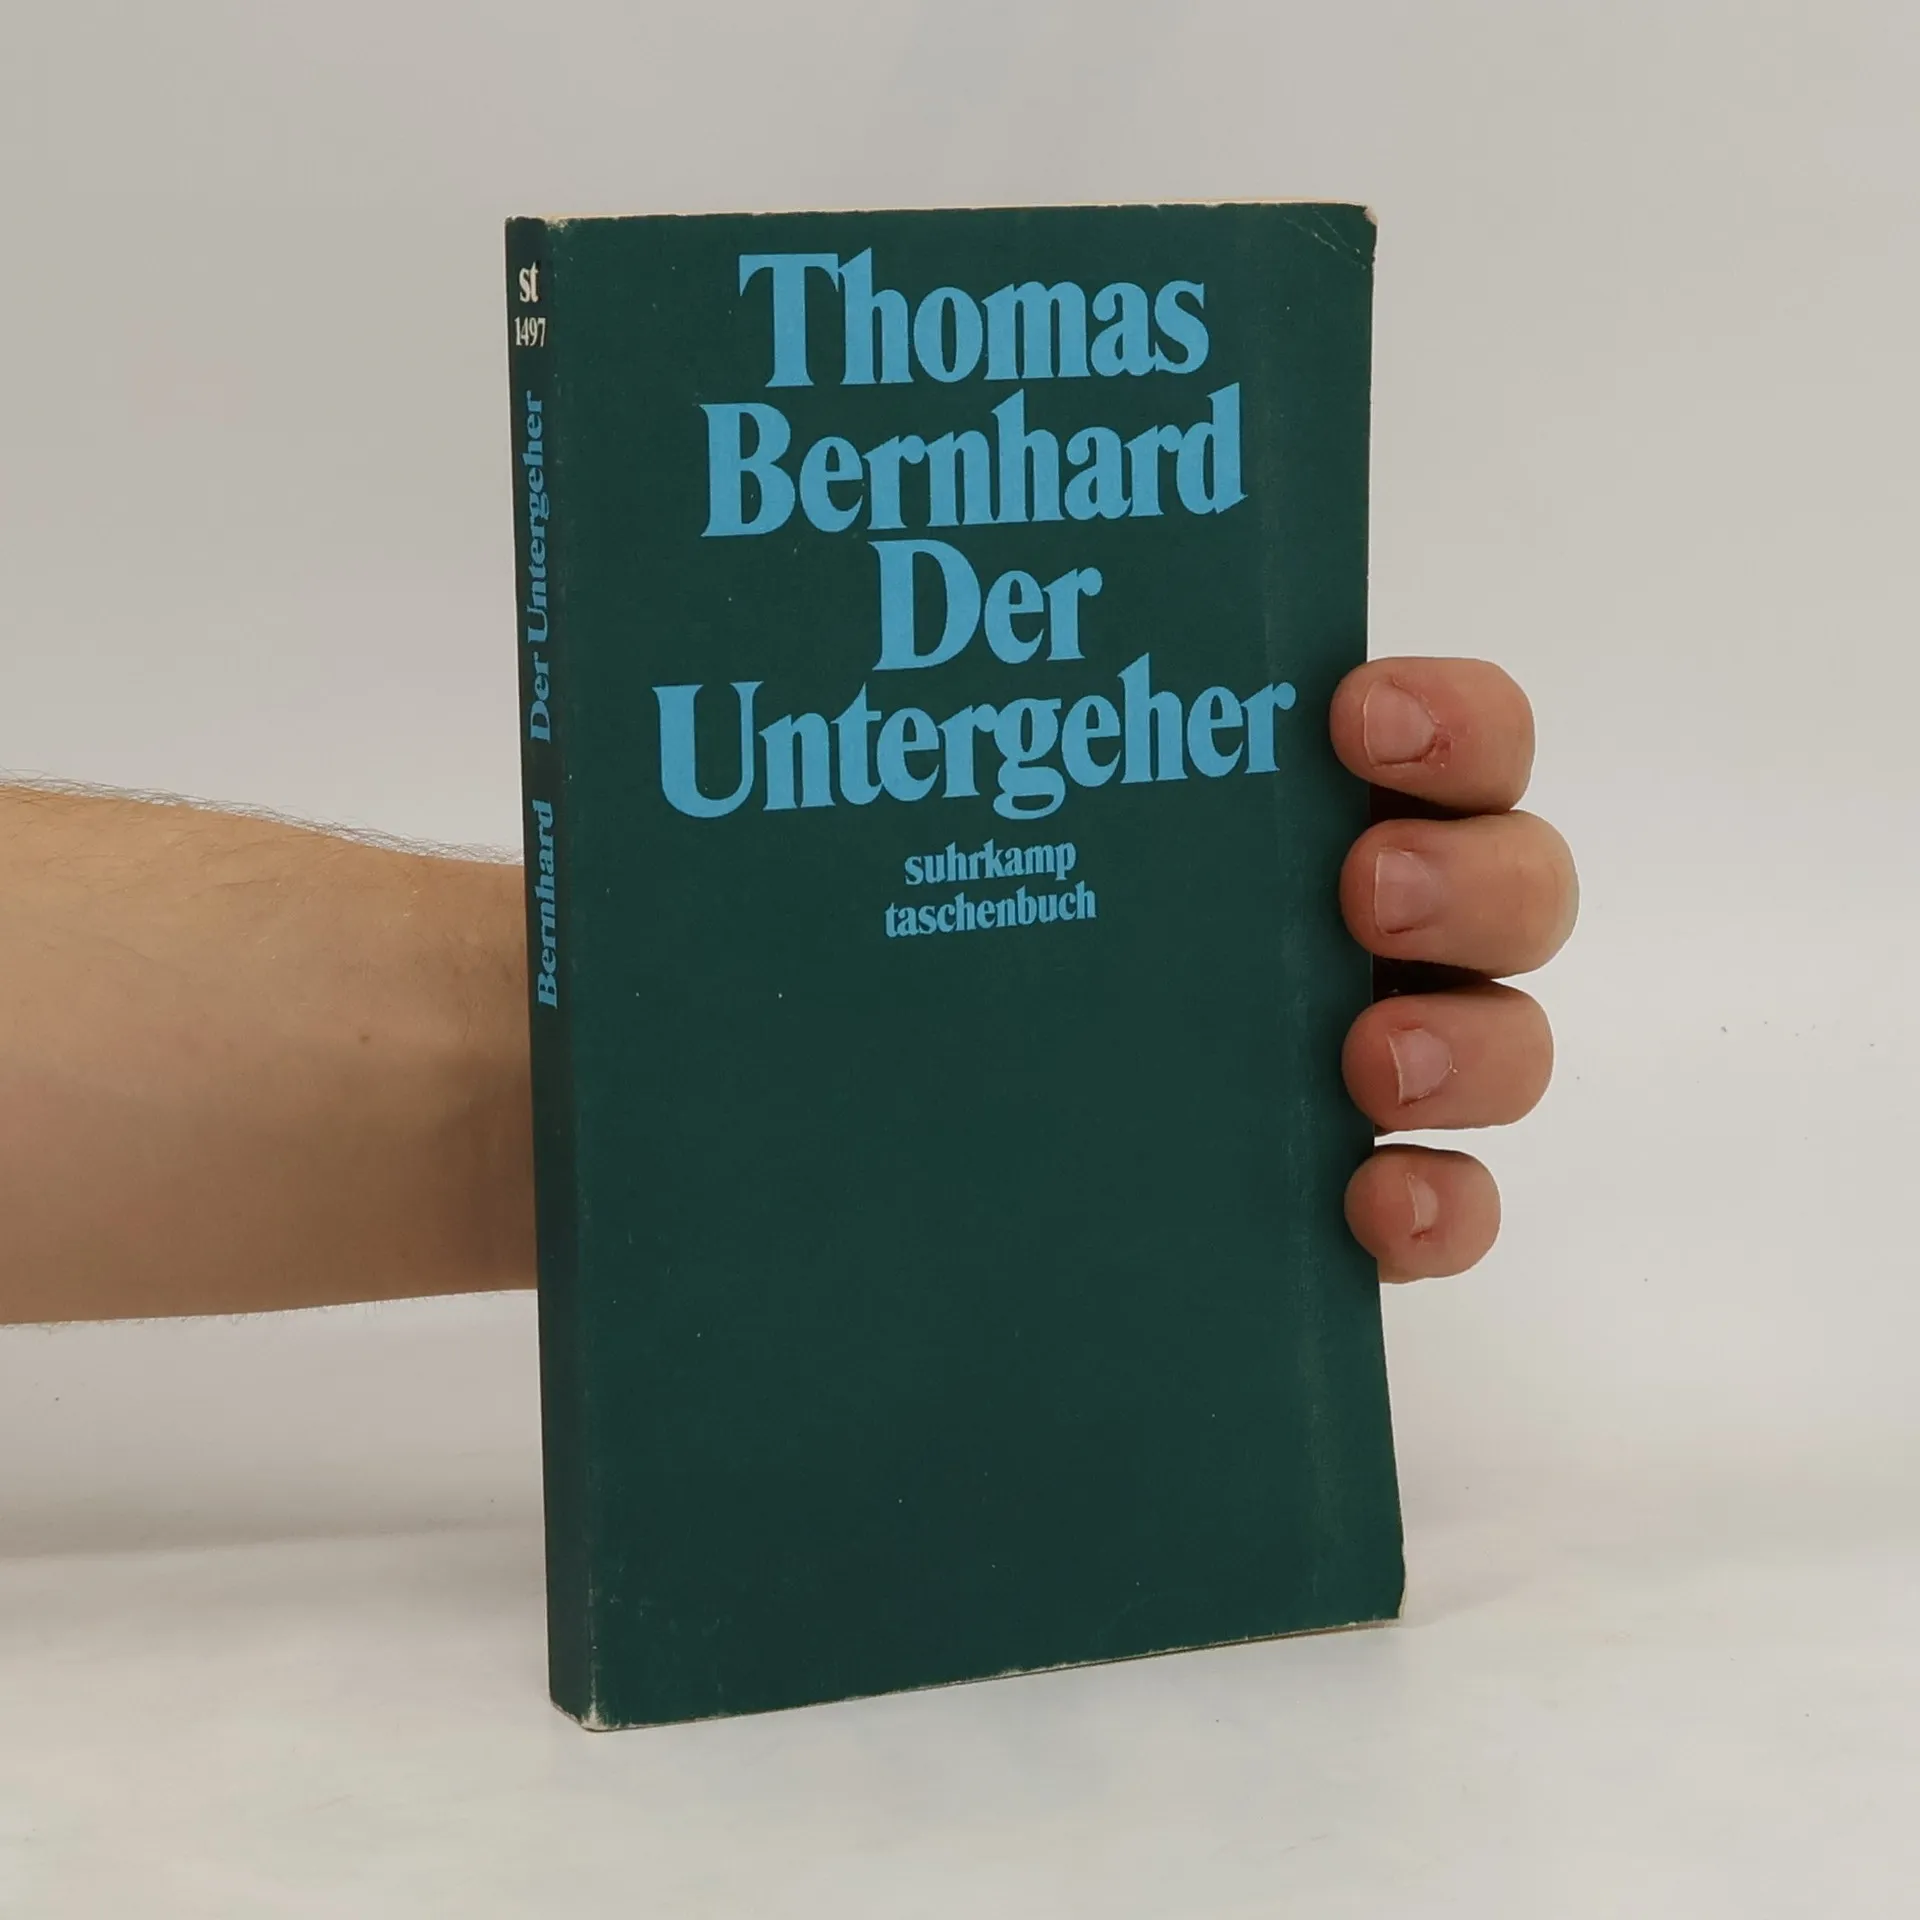 st
1497
Bernhard Der Untergeher
Thomas
Bernhard
Der
Untergeher
suhrkamp
taschenbuch